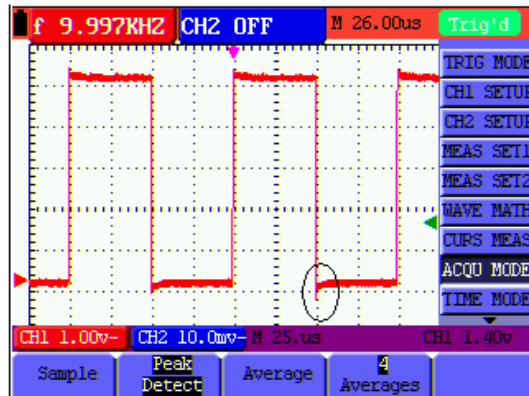 f 9.997KHZ CH2 OFF M 26.00us Trig'd
TRIG MODE
CH1 SETUP
CH2 SETUP
MEAS SET1
MEAS SET2
WAVE MATH
CURS MEAS
ACQU MODE
TIME MODE
CH1 1.00v- CH2 10.0mv- M 25.us CH1 1.40v
Sample
Peak
Detect
Average
4
Averages